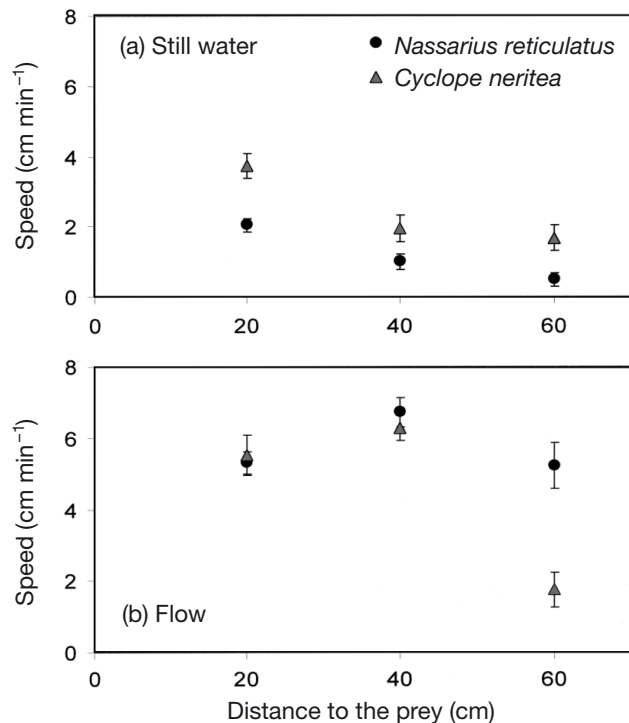 8
(a) Still water
Nassarius reticulatus
Cyclope neritea
6
4
2
0
Speed (cm min⁻¹)
0 20 40 60
8
6
4
2
0
Speed (cm min⁻¹)
(b) Flow
0 20 40 60
Distance to the prey (cm)